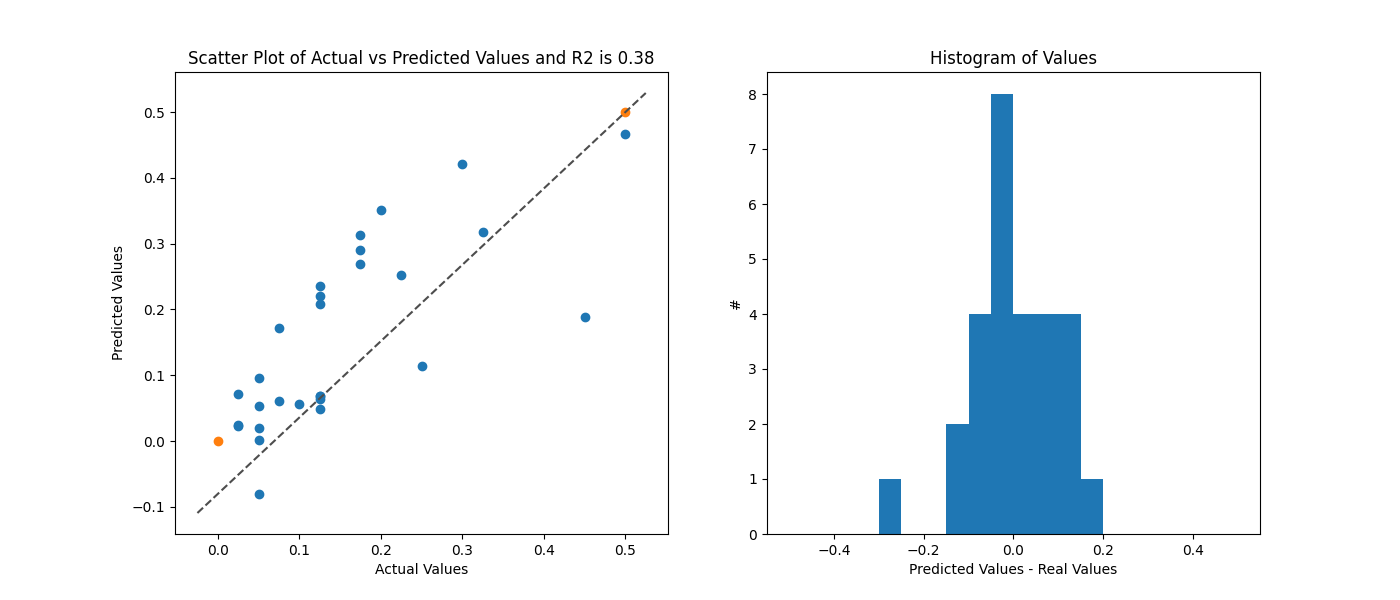 Scatter Plot of Actual vs Predicted Values and R2 is 0.38
Predicted Values
0.5
0.4
0.3
0.2
0.1
0.0
−0.1
0.0 0.1 0.2 0.3 0.4 0.5
Actual Values
Histogram of Values
#
8
7
6
5
4
3
2
1
0
−0.4 −0.2 0.0 0.2 0.4
Predicted Values - Real Values